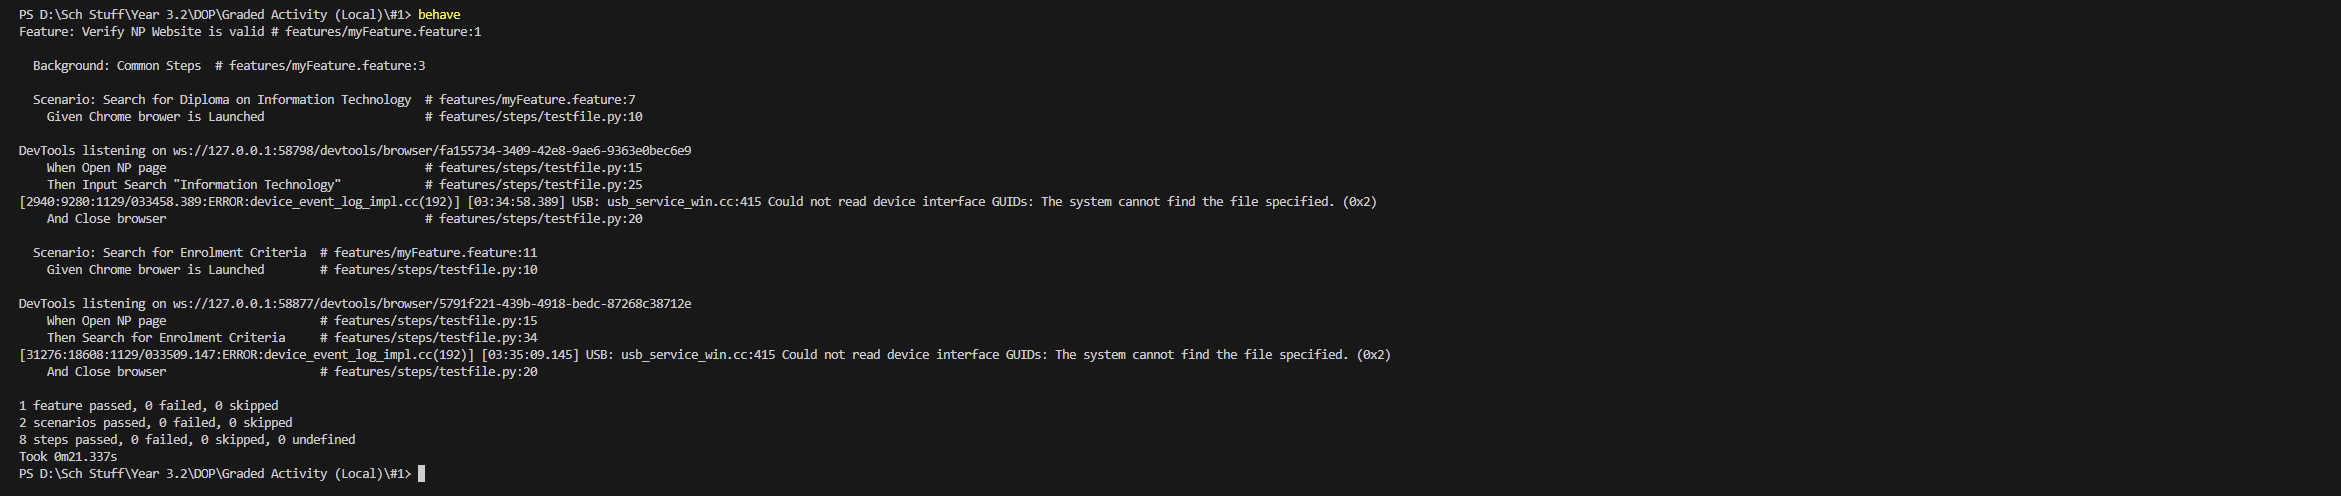 PS D:\Sch Stuff\Year 3.2\DOP\Graded Activity (Local)\#1> behave
Feature: Verify NP Website is valid # features/myFeature.feature:1
Background: Common Steps # features/myFeature.feature:3
Scenario: Search for Diploma on Information Technology # features/myFeature.feature:7
Given Chrome brower is Launched # features/steps/testfile.py:10
DevTools listening on ws://127.0.0.1:58798/devtools/browser/fa155734-3409-42e8-9ae6-9363e0bec6e9
When Open NP page # features/steps/testfile.py:15
Then Input Search "Information Technology" # features/steps/testfile.py:25
[2940:9280:1129/033458.389:ERROR:device_event_log_impl.cc(192)] [03:34:58.389] USB: usb_service_win.cc:415 Could not read device interface GUIDs: The system cannot find the file specified. (0x2)
And Close browser # features/steps/testfile.py:20
Scenario: Search for Enrolment Criteria # features/myFeature.feature:11
Given Chrome brower is Launched # features/steps/testfile.py:10
DevTools listening on ws://127.0.0.1:58877/devtools/browser/5791f221-439b-4918-bedc-87268c38712e
When Open NP page # features/steps/testfile.py:15
Then Search for Enrolment Criteria # features/steps/testfile.py:34
[31276:18608:1129/033509.147:ERROR:device_event_log_impl.cc(192)] [03:35:09.145] USB: usb_service_win.cc:415 Could not read device interface GUIDs: The system cannot find the file specified. (0x2)
And Close browser # features/steps/testfile.py:20
1 feature passed, 0 failed, 0 skipped
2 scenarios passed, 0 failed, 0 skipped
8 steps passed, 0 failed, 0 skipped, 0 undefined
Took 0m21.337s
PS D:\Sch Stuff\Year 3.2\DOP\Graded Activity (Local)\#1>